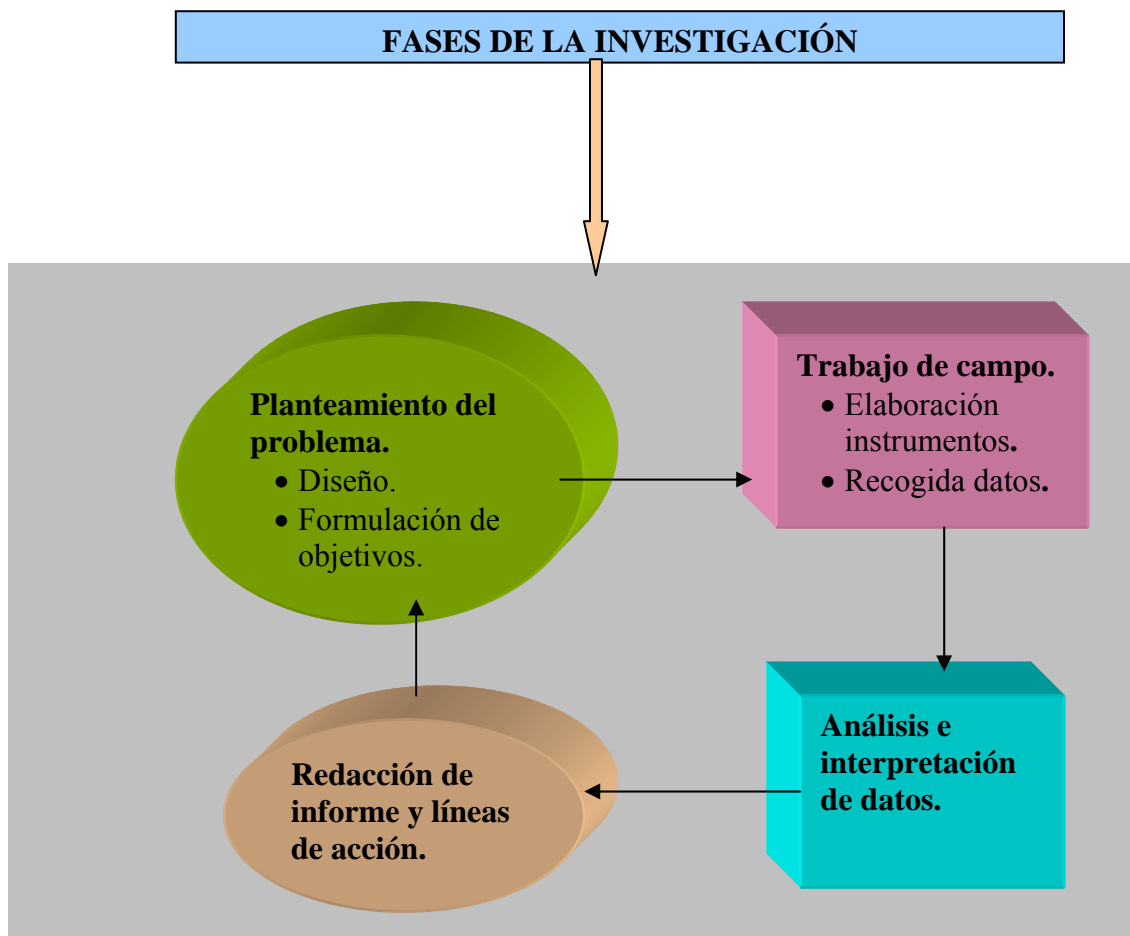 FASES DE LA INVESTIGACIÓN
Planteamiento del
problema.
• Diseño.
• Formulación de
objetivos.
Trabajo de campo.
• Elaboración
instrumentos.
• Recogida datos.
Análisis e
interpretación
de datos.
Redacción de
informe y líneas
de acción.